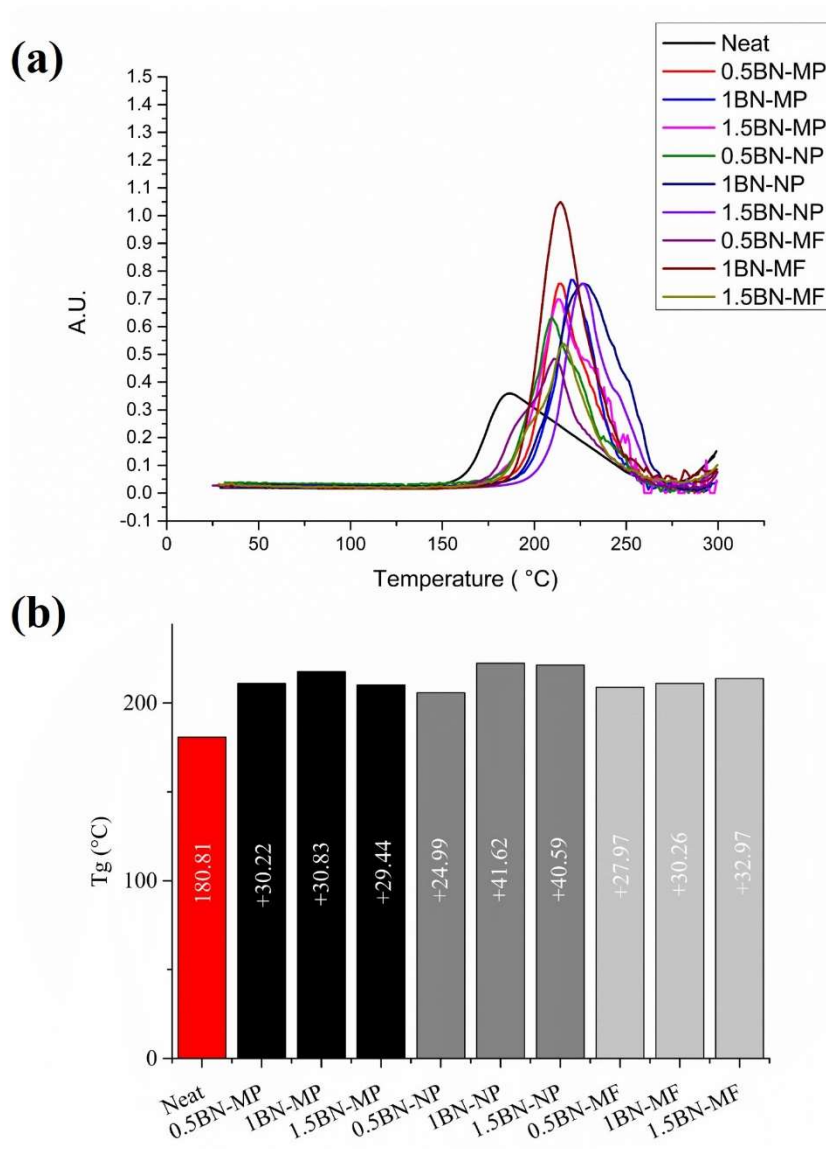 (a)
Neat
0.5BN-MP
1BN-MP
1.5BN-MP
0.5BN-NP
1BN-NP
1.5BN-NP
0.5BN-MF
1BN-MF
1.5BN-MF
1.5
1.4
1.3
1.2
1.1
1.0
0.9
0.8
0.7
0.6
0.5
0.4
0.3
0.2
0.1
0.0
-0.1
A.U.
0 50 100 150 200 250 300
Temperature ( °C)
(b)
200
100
0
Tg (°C)
180.81
+30.22
+30.83
+29.44
+24.99
+41.62
+40.59
+27.97
+30.26
+32.97
Neat
0.5BN-MP
1BN-MP
1.5BN-MP
0.5BN-NP
1BN-NP
1.5BN-NP
0.5BN-MF
1BN-MF
1.5BN-MF